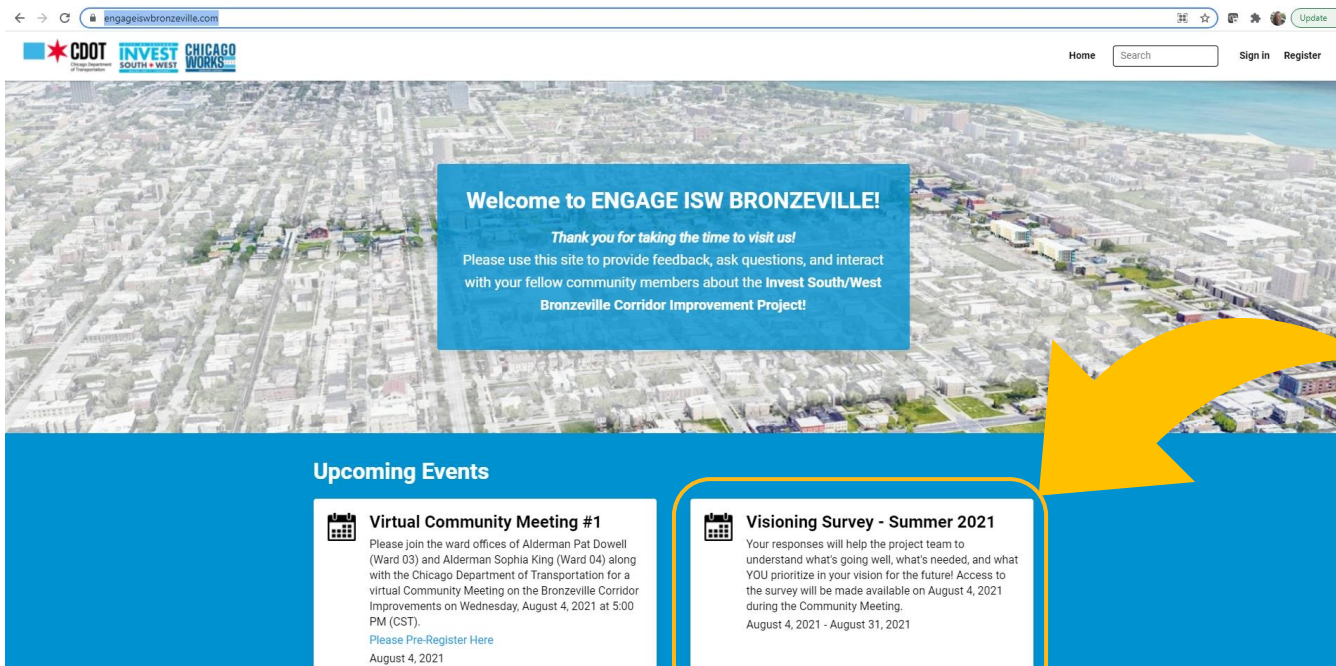 engageiswbronzeville.com
Update
CDOT
Chicago Department
of Transportation
INVEST
SOUTH + WEST
CHICAGO
WORKS
Home
Search
Sign in
Register
Welcome to ENGAGE ISW BRONZEVILLE!
Thank you for taking the time to visit us!
Please use this site to provide feedback, ask questions, and interact
with your fellow community members about the Invest South/West
Bronzeville Corridor Improvement Project!
Upcoming Events
Virtual Community Meeting #1
Please join the ward offices of Alderman Pat Dowell
(Ward 03) and Alderman Sophia King (Ward 04) along
with the Chicago Department of Transportation for a
virtual Community Meeting on the Bronzeville Corridor
Improvements on Wednesday, August 4, 2021 at 5:00
PM (CST).
Please Pre-Register Here
August 4, 2021
Visioning Survey - Summer 2021
Your responses will help the project team to
understand what's going well, what's needed, and what
YOU prioritize in your vision for the future! Access to
the survey will be made available on August 4, 2021
during the Community Meeting.
August 4, 2021 - August 31, 2021